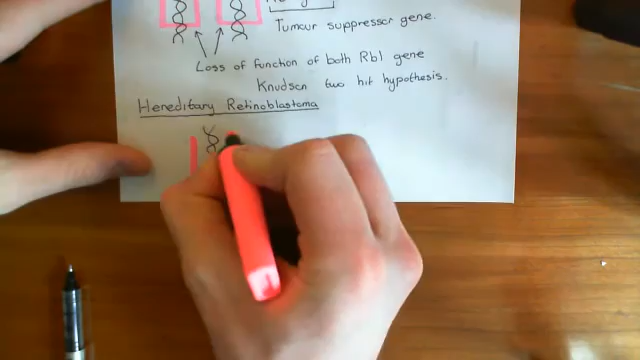 Tumour suppressor gene.
Loss of function of both Rb1 gene
Knudson two hit hypothesis.
Hereditary Retinoblastoma